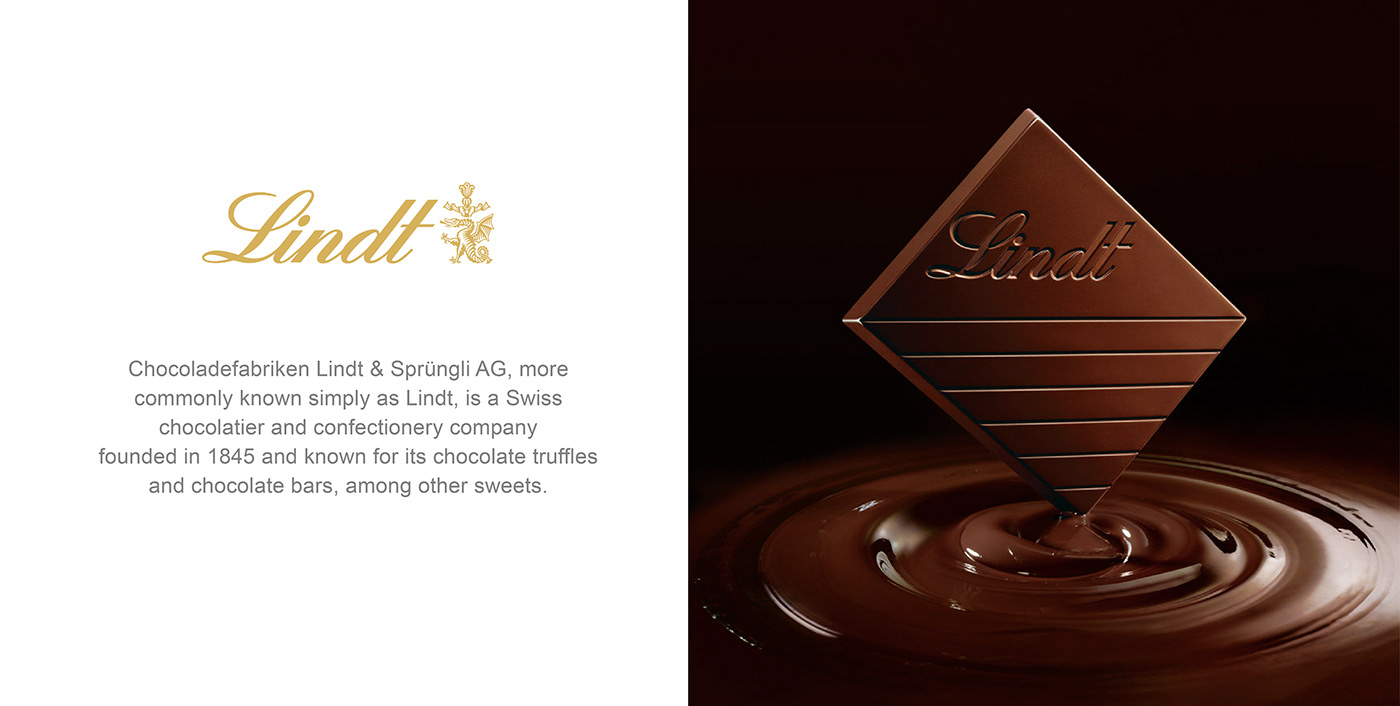 Lindt
Chocoladefabriken Lindt & Sprüngli AG, more
commonly known simply as Lindt, is a Swiss
chocolatier and confectionery company
founded in 1845 and known for its chocolate truffles
and chocolate bars, among other sweets.
Lindt